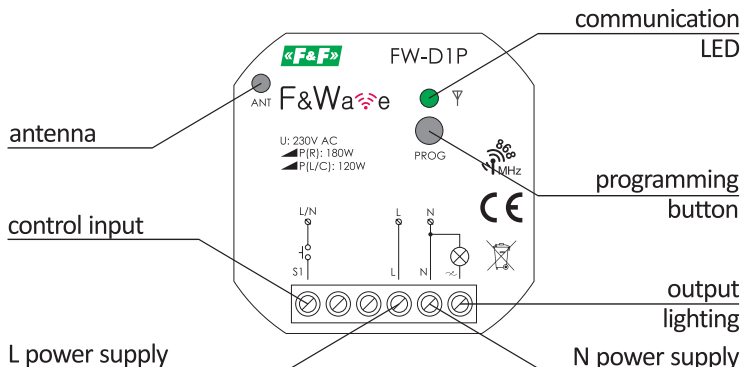 communication
LED
«F&F»
FW-D1P
ANT
F&Wave
antenna
U: 230V AC
P(R): 180W
P(L/C): 120W
PROG
868
MHz
programming
button
CE
control input
L/N
L
N
S1
L
N
output
lighting
L power supply
N power supply